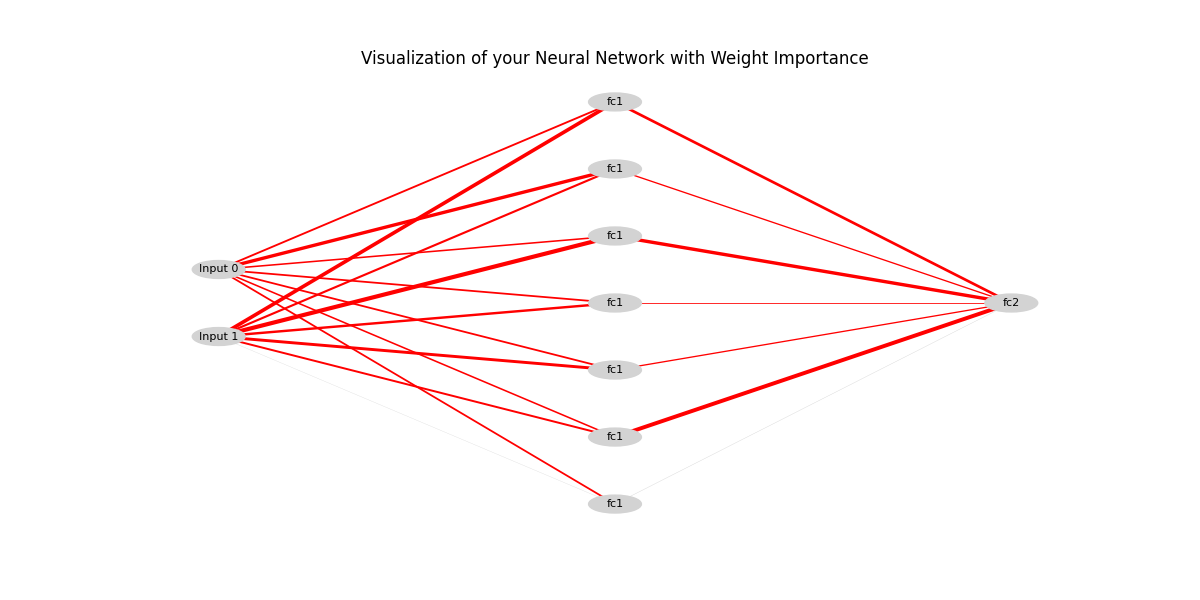 Visualization of your Neural Network with Weight Importance
fc1
fc1
fc1
Input 0
fc1
fc2
Input 1
fc1
fc1
fc1